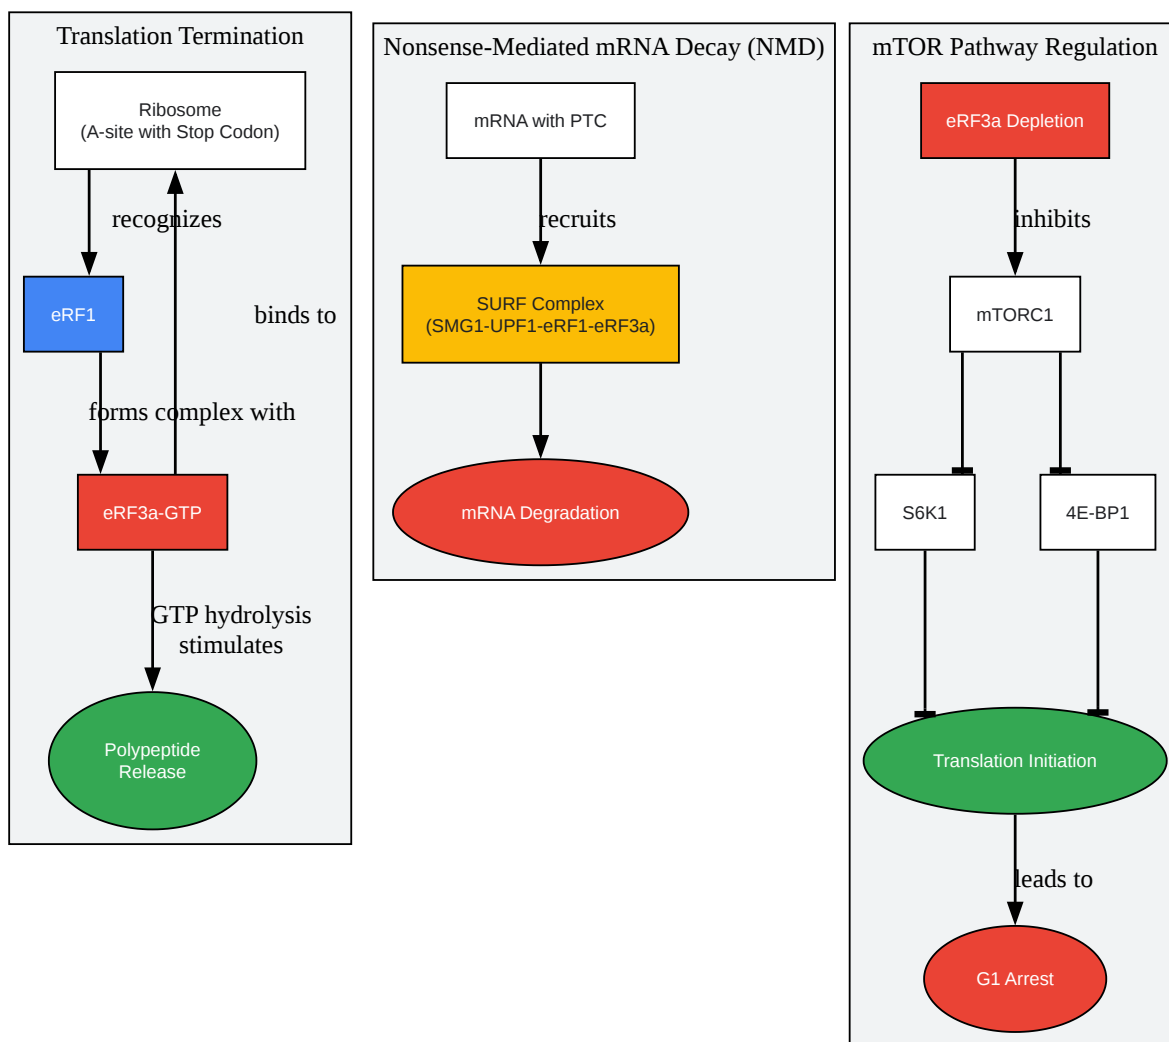 Translation Termination
Ribosome
(A-site with Stop Codon)
recognizes
eRF1
binds to
forms complex with
eRF3a-GTP
GTP hydrolysis
stimulates
Polypeptide
Release
Nonsense-Mediated mRNA Decay (NMD)
mRNA with PTC
recruits
SURF Complex
(SMG1-UPF1-eRF1-eRF3a)
mRNA Degradation
mTOR Pathway Regulation
eRF3a Depletion
inhibits
mTORC1
S6K1
4E-BP1
Translation Initiation
leads to
G1 Arrest